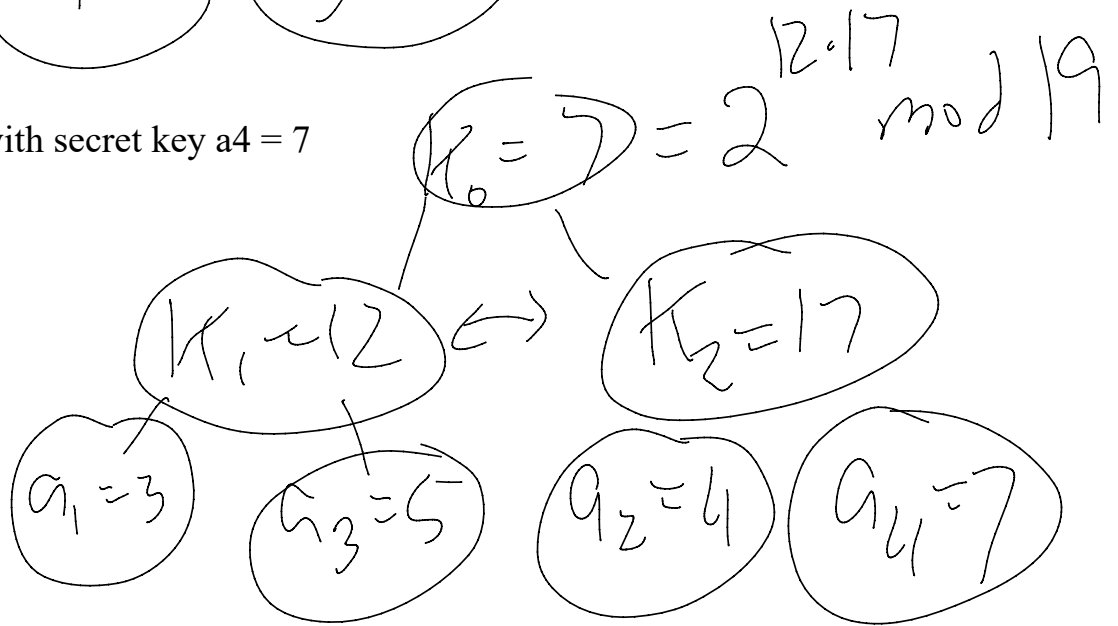 12·17
with secret key a4 = 7
K₀ = 7 = 2 mod 19
K₁ = 12 ↔ K₂ = 17
a₁ = 3 a₃ = 5 a₂ = 4 a₄ = 7